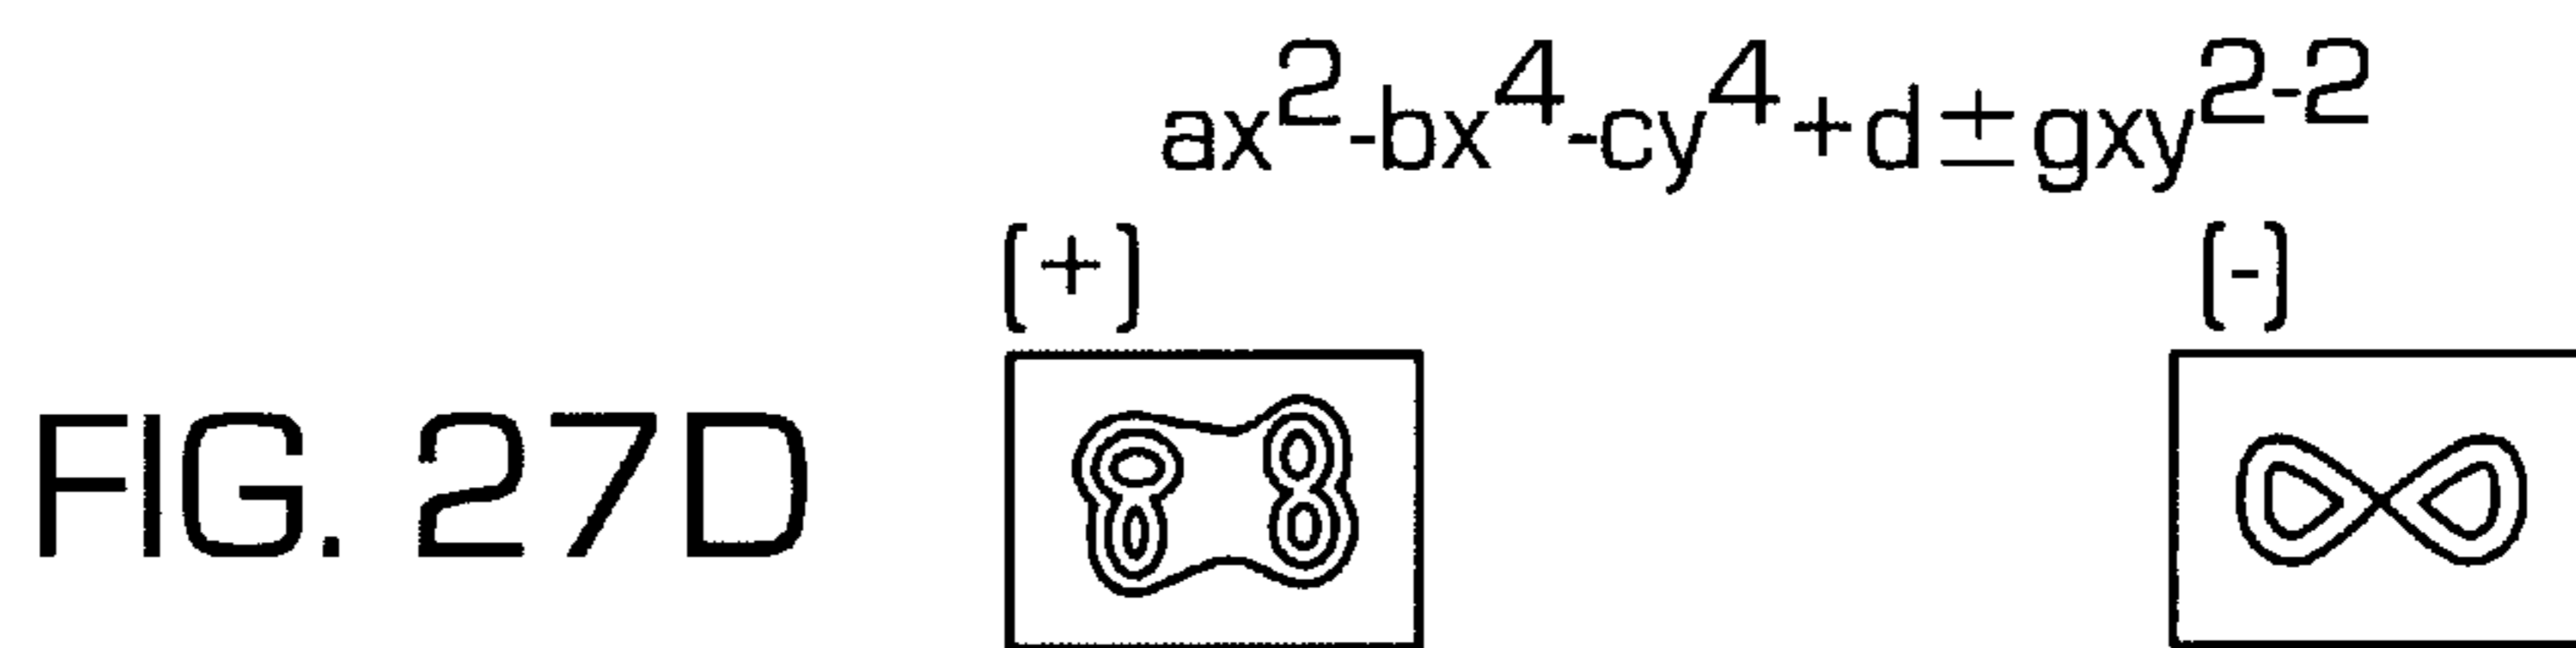 ax²-bx⁴-cy⁴+d±gxy²⁻²
(+) (-)
FIG. 27D